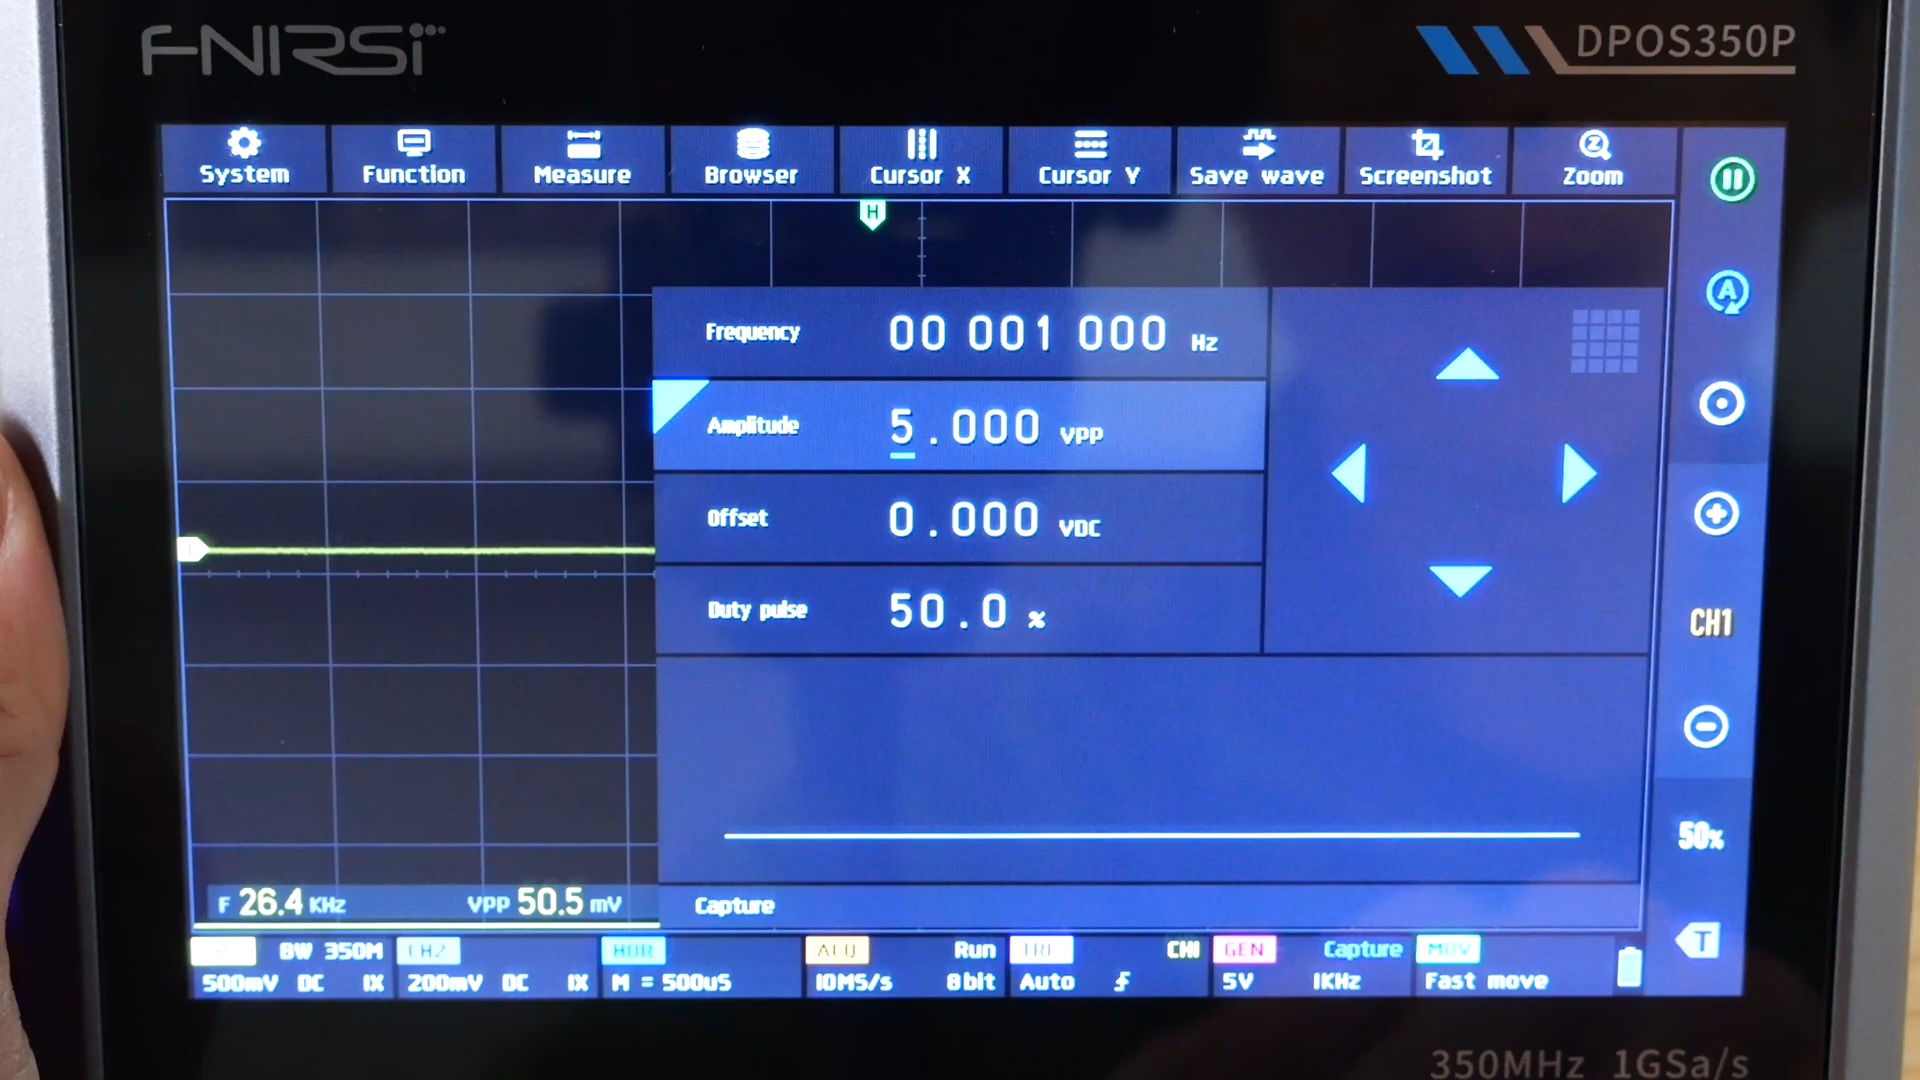 FNIRSI
DPOS350P
System Function Measure Browser Cursor X Cursor Y Save wave Screenshot Zoom
H
A
Frequency 00 001 000 Hz
Amplitude 5.000 VPP
Offset 0.000 VDC
Duty pulse 50.0 %
CH1
50%
T
F 26.4 KHz VPP 50.5 mV
Capture
BW 350M CH2 HOR ACQ Run TRI CH1 GEN Capture MOV
500mV DC 1X 200mV DC 1X M = 500uS 10MS/s 8bit Auto 5V 1KHz Fast move
350MHz 1GSa/s